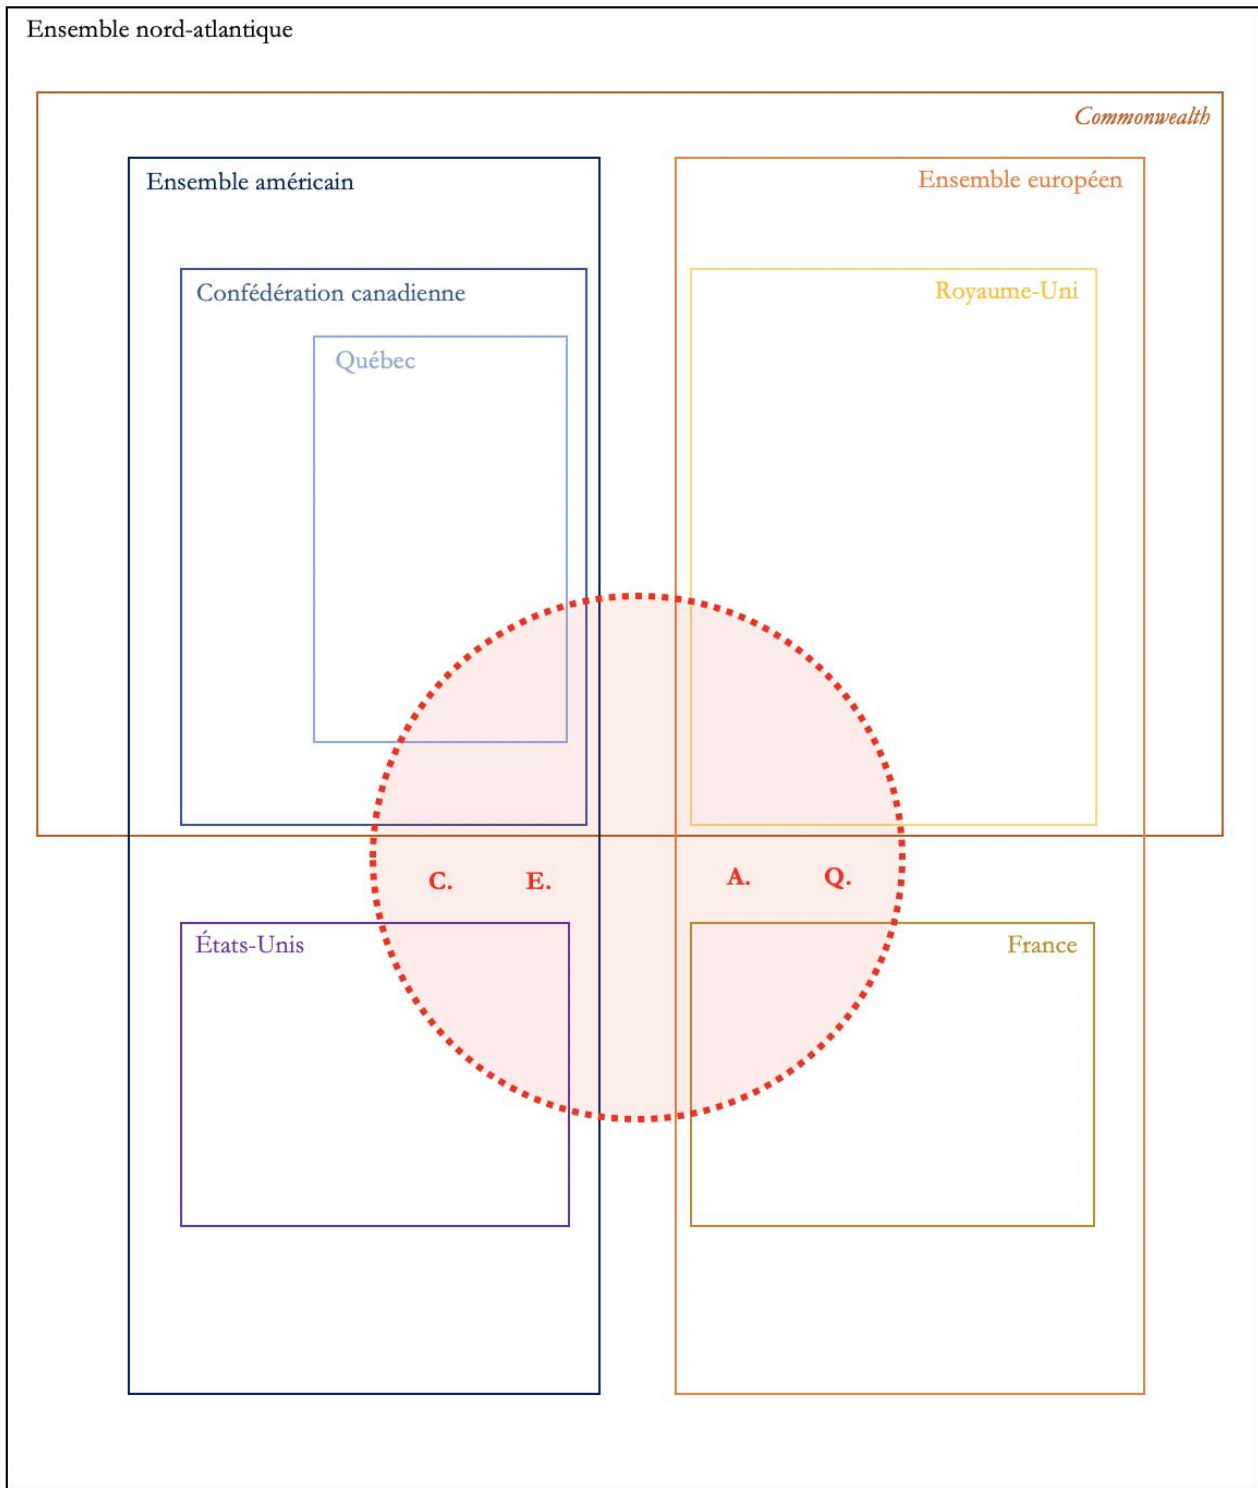 Ensemble nord-atlantique
Commonwealth
Ensemble américain
Ensemble européen
Confédération canadienne
Royaume-Uni
Québec
C. E. A. Q.
États-Unis
France